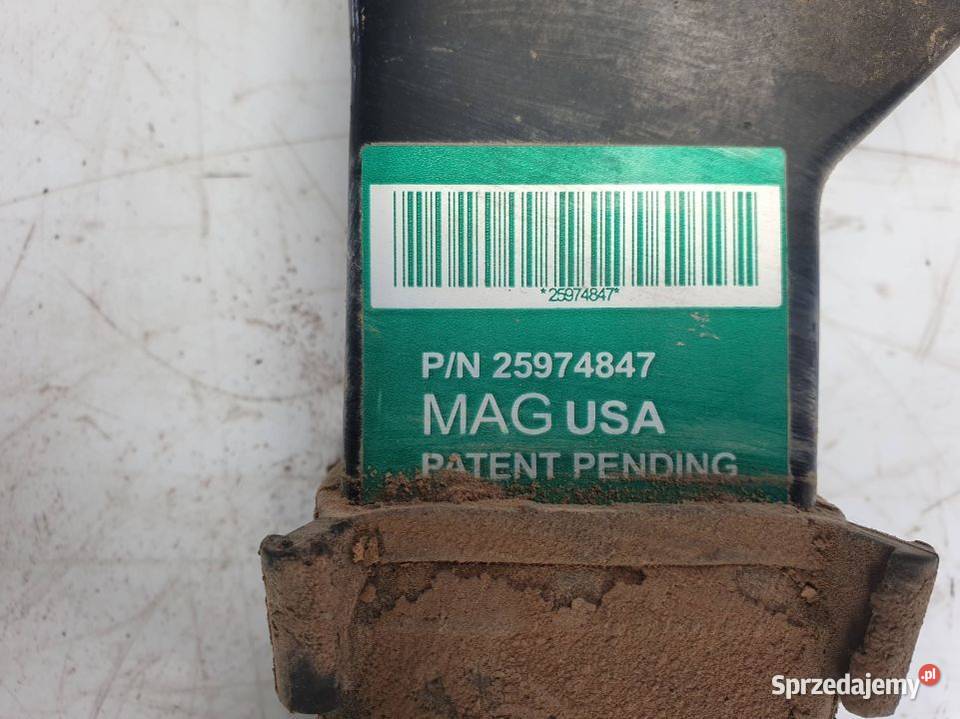 *25974847*
P/N 25974847
MAG USA
PATENT PENDING
Sprzedajemy.pl